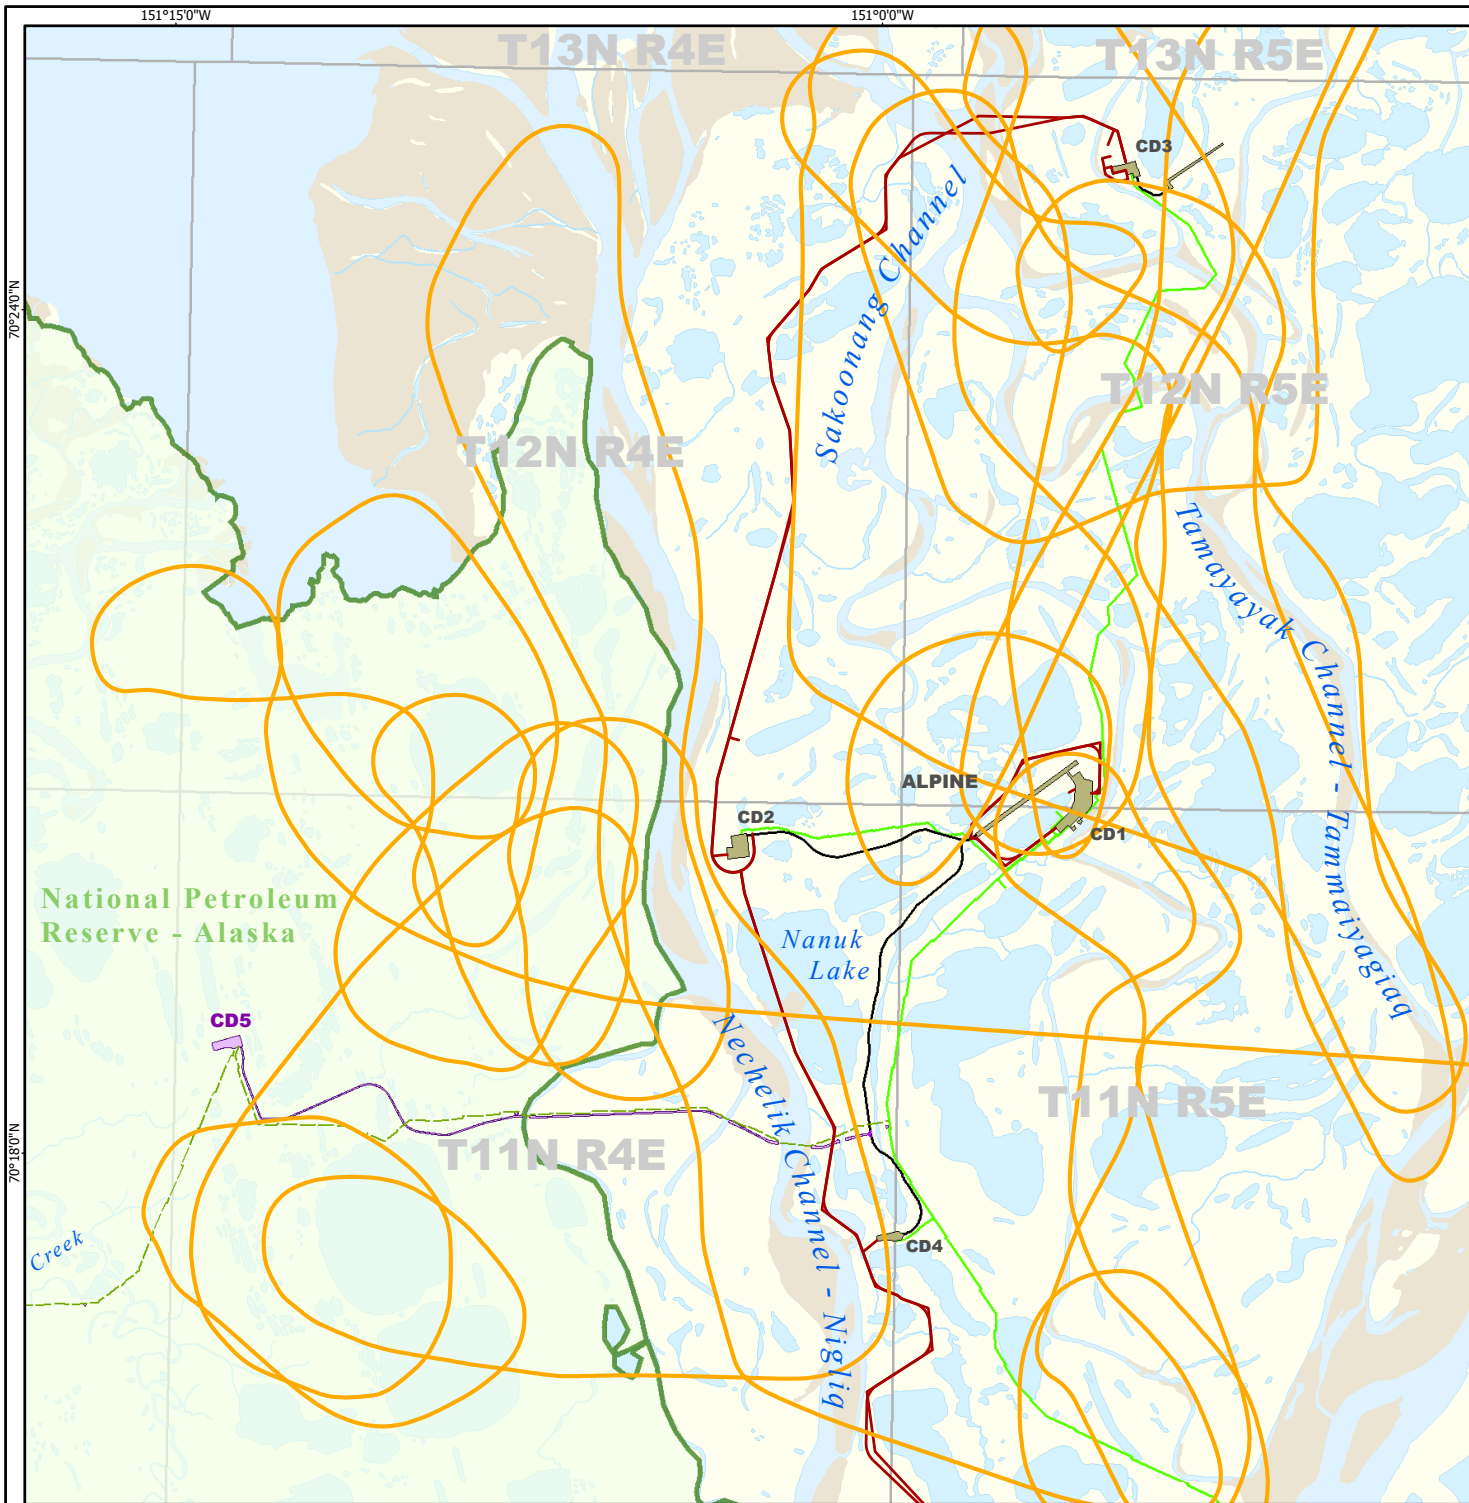 151°15'0"W
151°0'0"W
T13N R4E
T13N R5E
CD3
Sakoonang Channel
70°24'0"N
T12N R5E
T12N R4E
Tamayayak Channel - Tammaiyagiaq
ALPINE
CD2
CD1
National Petroleum
Reserve - Alaska
Nanuk
Lake
CD5
Nechelik Channel - Nigliq
T11N R5E
T11N R4E
70°18'0"N
Creek
CD4